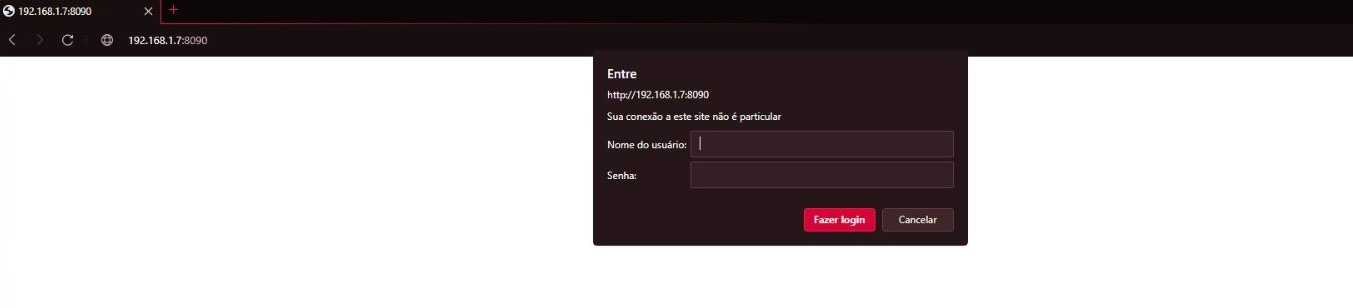 192.168.1.7:8090
192.168.1.7:8090
Entre
http://192.168.1.7:8090
Sua conexão a este site não é particular
Nome do usuário:
Senha:
Fazer login Cancelar